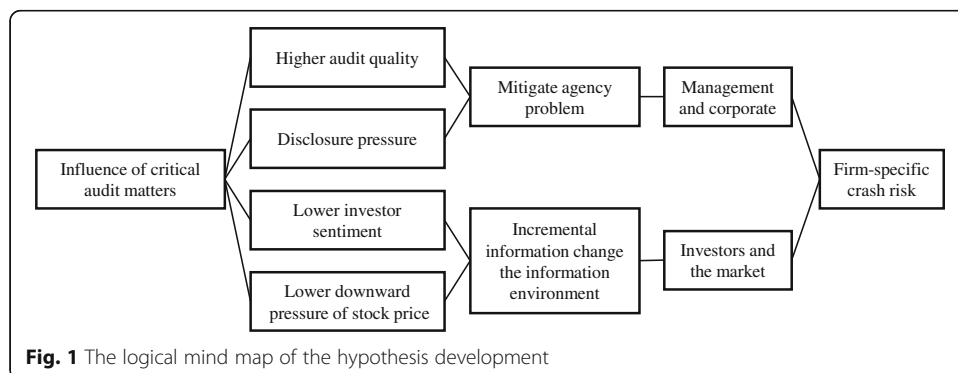 Higher audit quality
Disclosure pressure
Mitigate agency
problem
Management
and corporate
Influence of critical
audit matters
Firm-specific
crash risk
Lower investor
sentiment
Lower downward
pressure of stock price
Incremental
information change
the information
environment
Investors and
the market
Fig. 1 The logical mind map of the hypothesis development